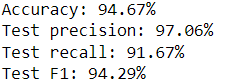 Accuracy: 94.67%
Test precision: 97.06%
Test recall: 91.67%
Test F1: 94.29%